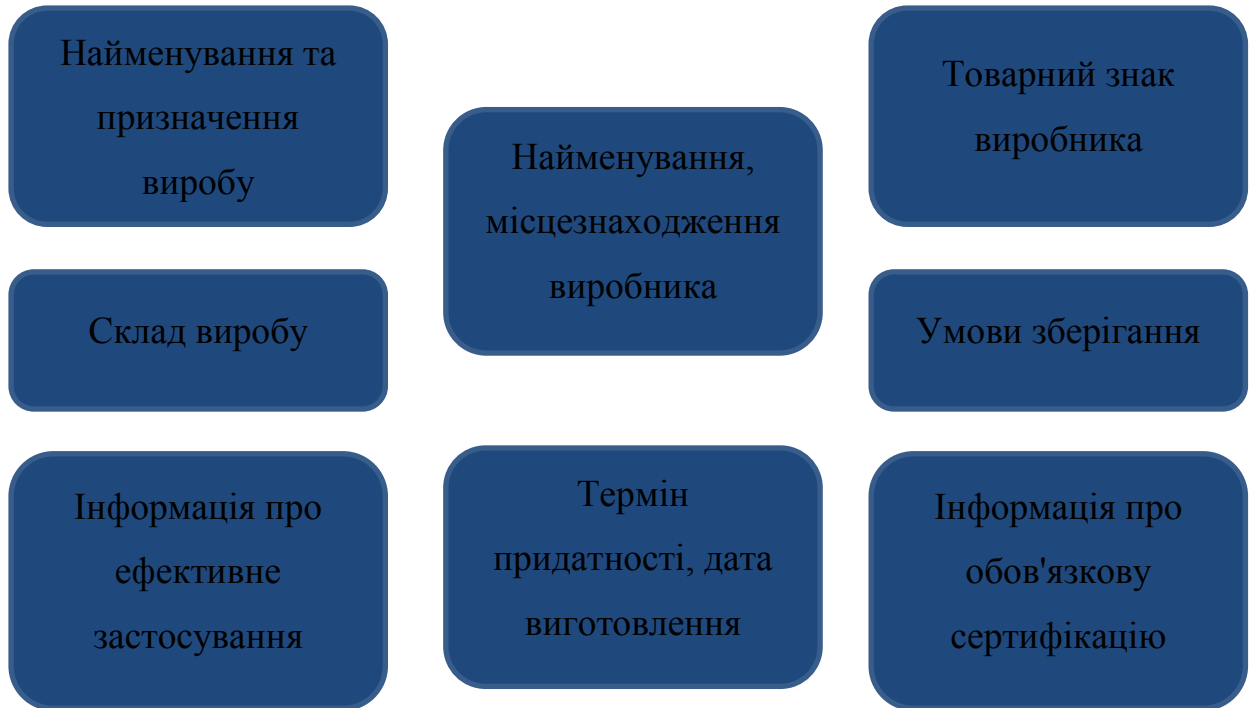 Найменування та
призначення
виробу
Найменування,
місцезнаходження
виробника
Товарний знак
виробника
Склад виробу
Умови зберігання
Інформація про
ефективне
застосування
Термін
придатності, дата
виготовлення
Інформація про
обов'язкову
сертифікацію